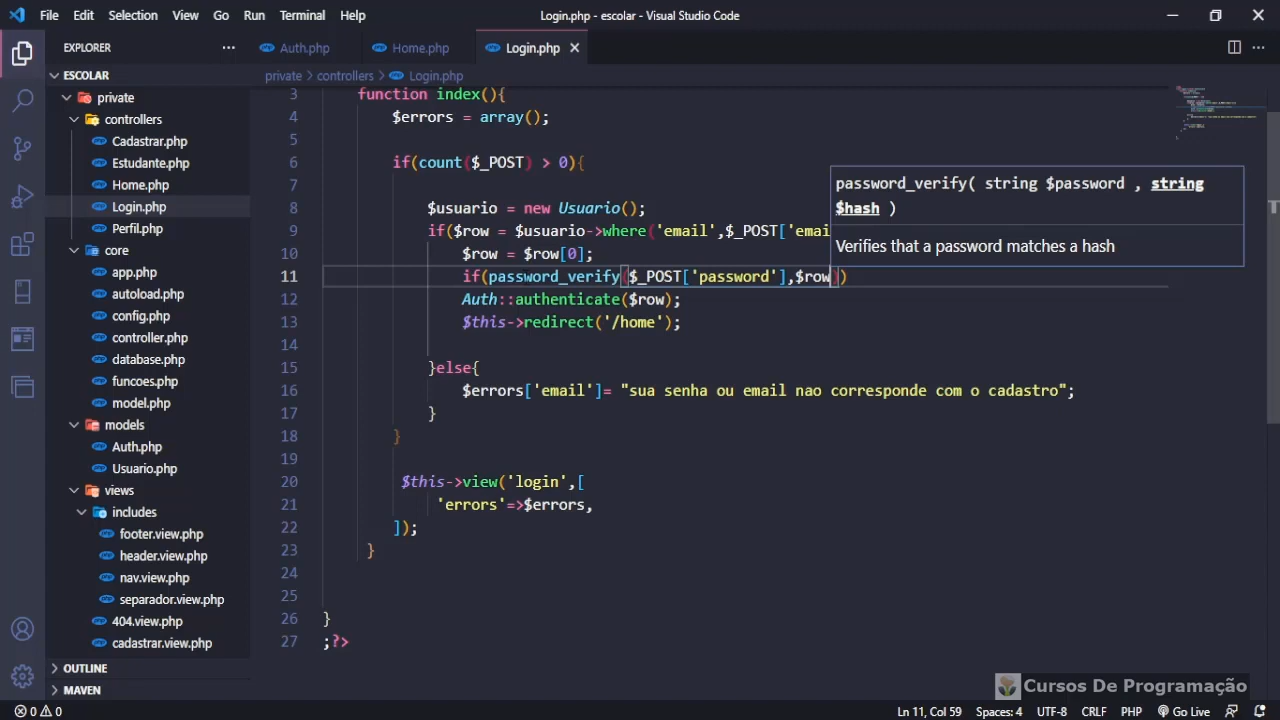 File Edit Selection View Go Run Terminal Help
Login.php - escolar - Visual Studio Code
EXPLORER
Auth.php
Home.php
Login.php
ESCOLAR
private
controllers
Cadastrar.php
Estudante.php
Home.php
Login.php
Perfil.php
core
app.php
autoload.php
config.php
controller.php
database.php
funcoes.php
model.php
models
Auth.php
Usuario.php
views
includes
footer.view.php
header.view.php
nav.view.php
separador.view.php
404.view.php
cadastrar.view.php
OUTLINE
MAVEN
private > controllers > Login.php
3 function index(){
4 $errors = array();
5
6 if(count($_POST) > 0){
7
8 $usuario = new Usuario();
9 if($row = $usuario->where('email',$_POST['emai
10 $row = $row[0];
11 if(password_verify($_POST['password'],$row))
12 Auth::authenticate($row);
13 $this->redirect('/home');
14
15 }else{
16 $errors['email']= "sua senha ou email nao corresponde com o cadastro";
17 }
18 }
19
20 $this->view('login',[
21 'errors'=>$errors,
22 ]);
23 }
24
25
26 }
27 ;?>
password_verify( string $password , string
$hash )
Verifies that a password matches a hash
Cursos De Programação
0 0
Ln 11, Col 59 Spaces: 4 UTF-8 CRLF PHP Go Live